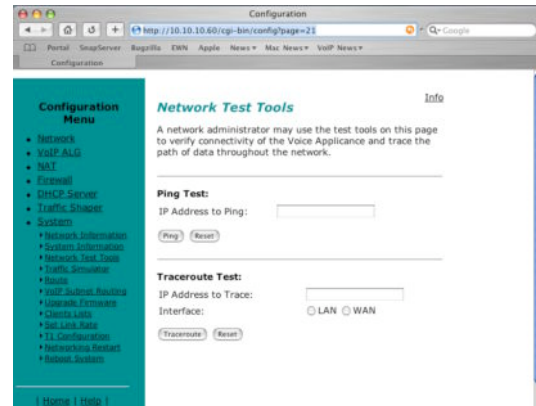 Configuration
http://10.10.10.60/cgi-bin/config?page=21
Google
Portal SnapServer Bugzilla EWN Apple News Mac News VoIP News
Configuration
Configuration Menu
Network
VoIP ALG
NAT
Firewall
DHCP Server
Traffic Shaper
System
Network Information
System Information
Network Test Tools
Traffic Simulator
Route
VoIP Subnet Routing
Upgrade Firmware
Clients Lists
Set Link Rate
T1 Configuration
Networking Restart
Reboot System
| Home | Help |
Info
Network Test Tools
A network administrator may use the test tools on this page
to verify connectivity of the Voice Applicance and trace the
path of data throughout the network.
Ping Test:
IP Address to Ping:
Ping Reset
Traceroute Test:
IP Address to Trace:
Interface: LAN WAN
Traceroute Reset